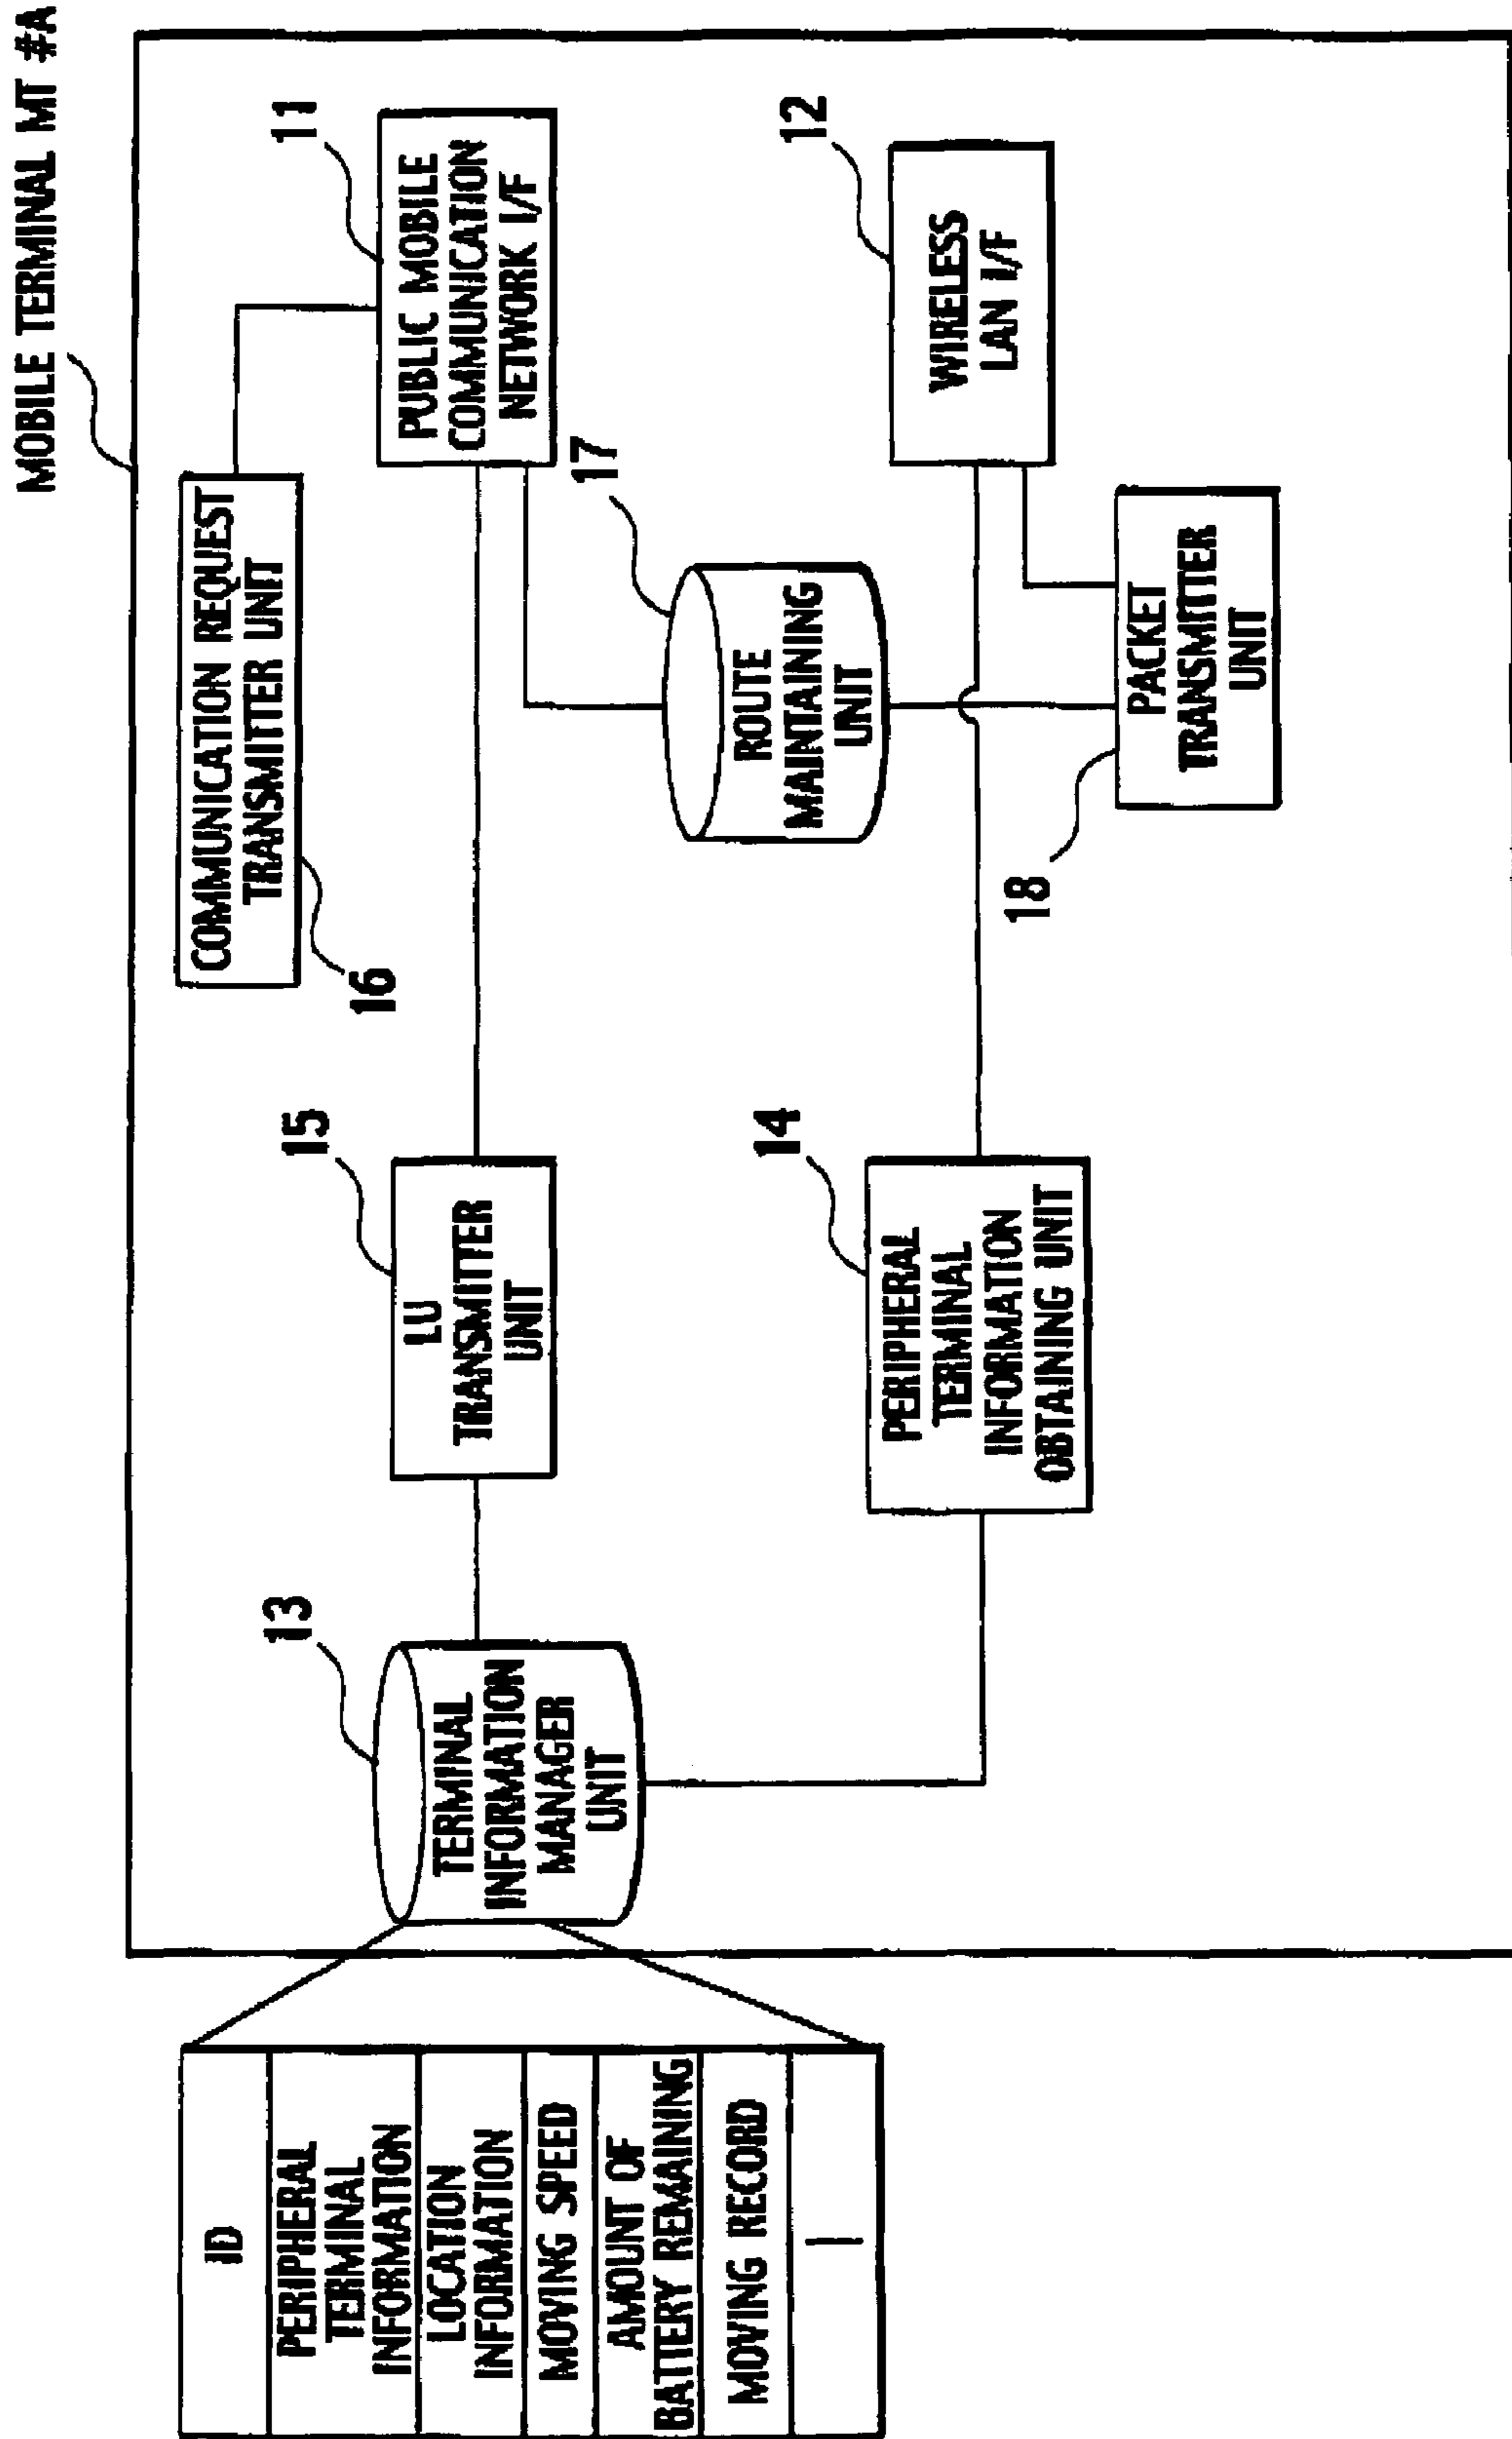 MOBILE TERMINAL MT #A
ID
PERIPHERAL
TERMINAL
INFORMATION
LOCATION
INFORMATION
MOVING SPEED
AMOUNT OF
BATTERY REMAINING
MOVING RECORD
13
TERMINAL
INFORMATION
MANAGER
UNIT
15
LU
TRANSMITTER
UNIT
14
PERIPHERAL
TERMINAL
INFORMATION
OBTAINING UNIT
COMMUNICATION REQUEST
TRANSMITTER UNIT
16
11
PUBLIC MOBILE
COMMUNICATION
NETWORK I/F
17
ROUTE
MAINTAINING
UNIT
12
WIRELESS
LAN I/F
18
PACKET
TRANSMITTER
UNIT